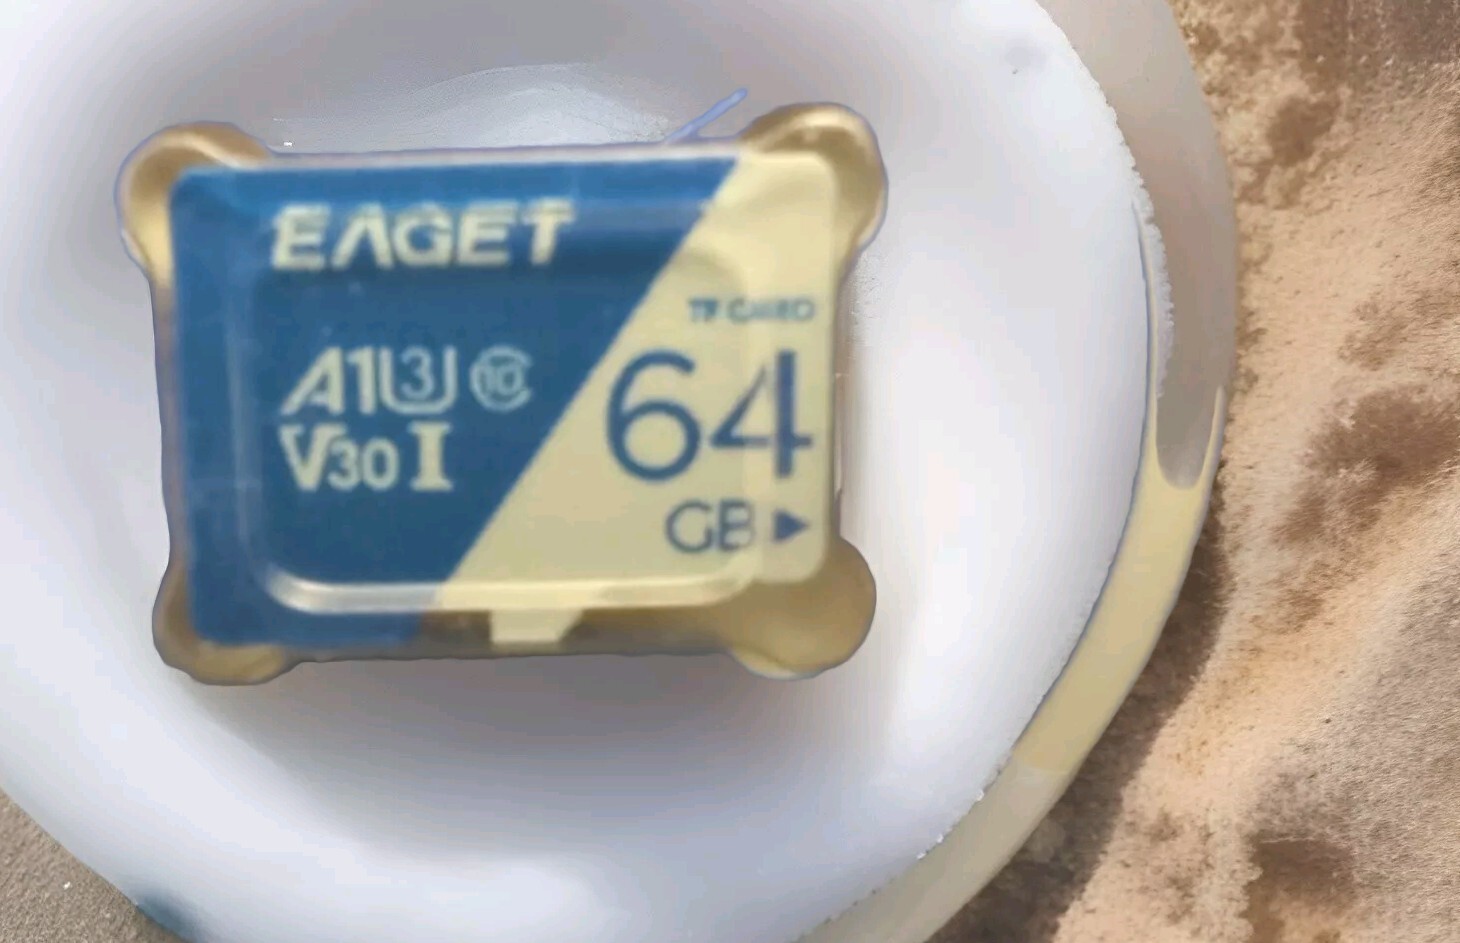 EAGET
TF CARD
A1 U3 10
64
V30 I
GB